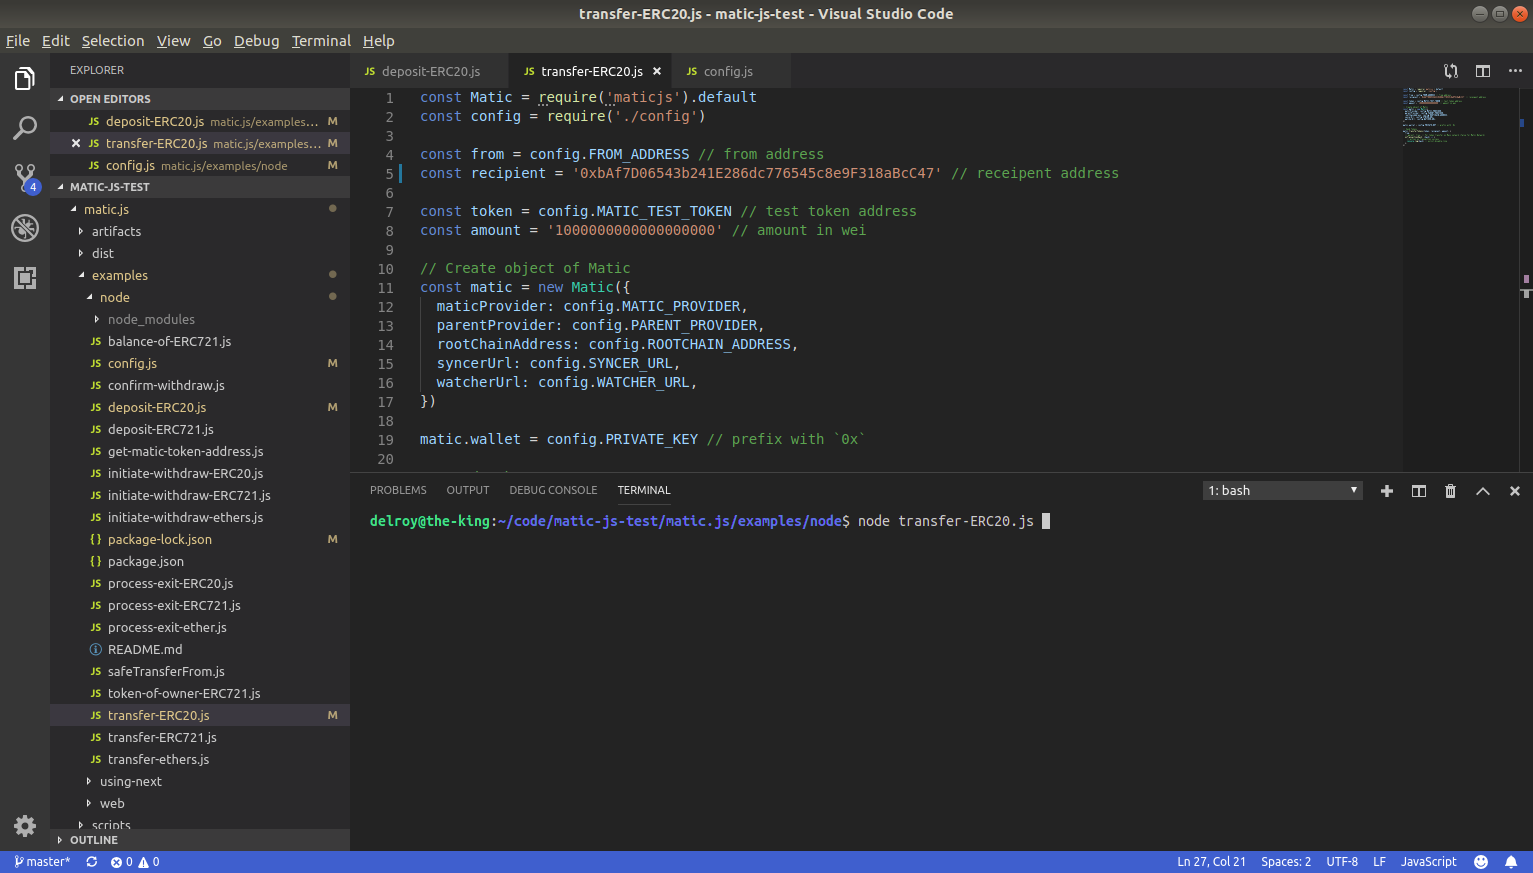 transfer-ERC20.js - matic-js-test - Visual Studio Code
File Edit Selection View Go Debug Terminal Help
EXPLORER
OPEN EDITORS
JS deposit-ERC20.js matic.js/examples... M
JS transfer-ERC20.js matic.js/examples... M
JS config.js matic.js/examples/node M
MATIC-JS-TEST
matic.js
artifacts
dist
examples
node
node_modules
JS balance-of-ERC721.js
JS config.js M
JS confirm-withdraw.js
JS deposit-ERC20.js M
JS deposit-ERC721.js
JS get-matic-token-address.js
JS initiate-withdraw-ERC20.js
JS initiate-withdraw-ERC721.js
JS initiate-withdraw-ethers.js
{} package-lock.json M
{} package.json
JS process-exit-ERC20.js
JS process-exit-ERC721.js
JS process-exit-ether.js
README.md
JS safeTransferFrom.js
JS token-of-owner-ERC721.js
JS transfer-ERC20.js M
JS transfer-ERC721.js
JS transfer-ethers.js
using-next
web
scripts
OUTLINE
4
JS deposit-ERC20.js JS transfer-ERC20.js JS config.js
1 const Matic = require('maticjs').default
2 const config = require('./config')
3
4 const from = config.FROM_ADDRESS // from address
5 const recipient = '0xbAf7D06543b241E286dc776545c8e9F318aBcC47' // receipent address
6
7 const token = config.MATIC_TEST_TOKEN // test token address
8 const amount = '1000000000000000000' // amount in wei
9
10 // Create object of Matic
11 const matic = new Matic({
12 maticProvider: config.MATIC_PROVIDER,
13 parentProvider: config.PARENT_PROVIDER,
14 rootChainAddress: config.ROOTCHAIN_ADDRESS,
15 syncerUrl: config.SYNCER_URL,
16 watcherUrl: config.WATCHER_URL,
17 })
18
19 matic.wallet = config.PRIVATE_KEY // prefix with `0x`
20
PROBLEMS OUTPUT DEBUG CONSOLE TERMINAL 1: bash
delroy@the-king:~/code/matic-js-test/matic.js/examples/node$ node transfer-ERC20.js
master* 0 0 Ln 27, Col 21 Spaces: 2 UTF-8 LF JavaScript